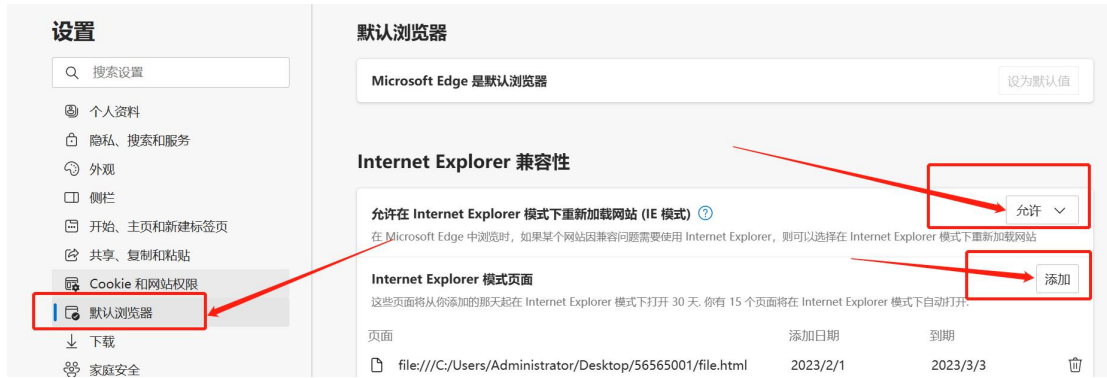 设置
搜索设置
个人资料
隐私、搜索和服务
外观
侧栏
开始、主页和新建标签页
共享、复制和粘贴
Cookie 和网站权限
默认浏览器
下载
家庭安全
默认浏览器
Microsoft Edge 是默认浏览器
设为默认值
Internet Explorer 兼容性
允许在 Internet Explorer 模式下重新加载网站 (IE 模式)
允许
在 Microsoft Edge 中浏览时，如果某个网站因兼容问题需要使用 Internet Explorer，则可以选择在 Internet Explorer 模式下重新加载网站
Internet Explorer 模式页面
添加
这些页面将从你添加的那天起在 Internet Explorer 模式下打开 30 天. 你有 15 个页面将在 Internet Explorer 模式下自动打开.
页面 添加日期 到期
file:///C:/Users/Administrator/Desktop/56565001/file.html 2023/2/1 2023/3/3